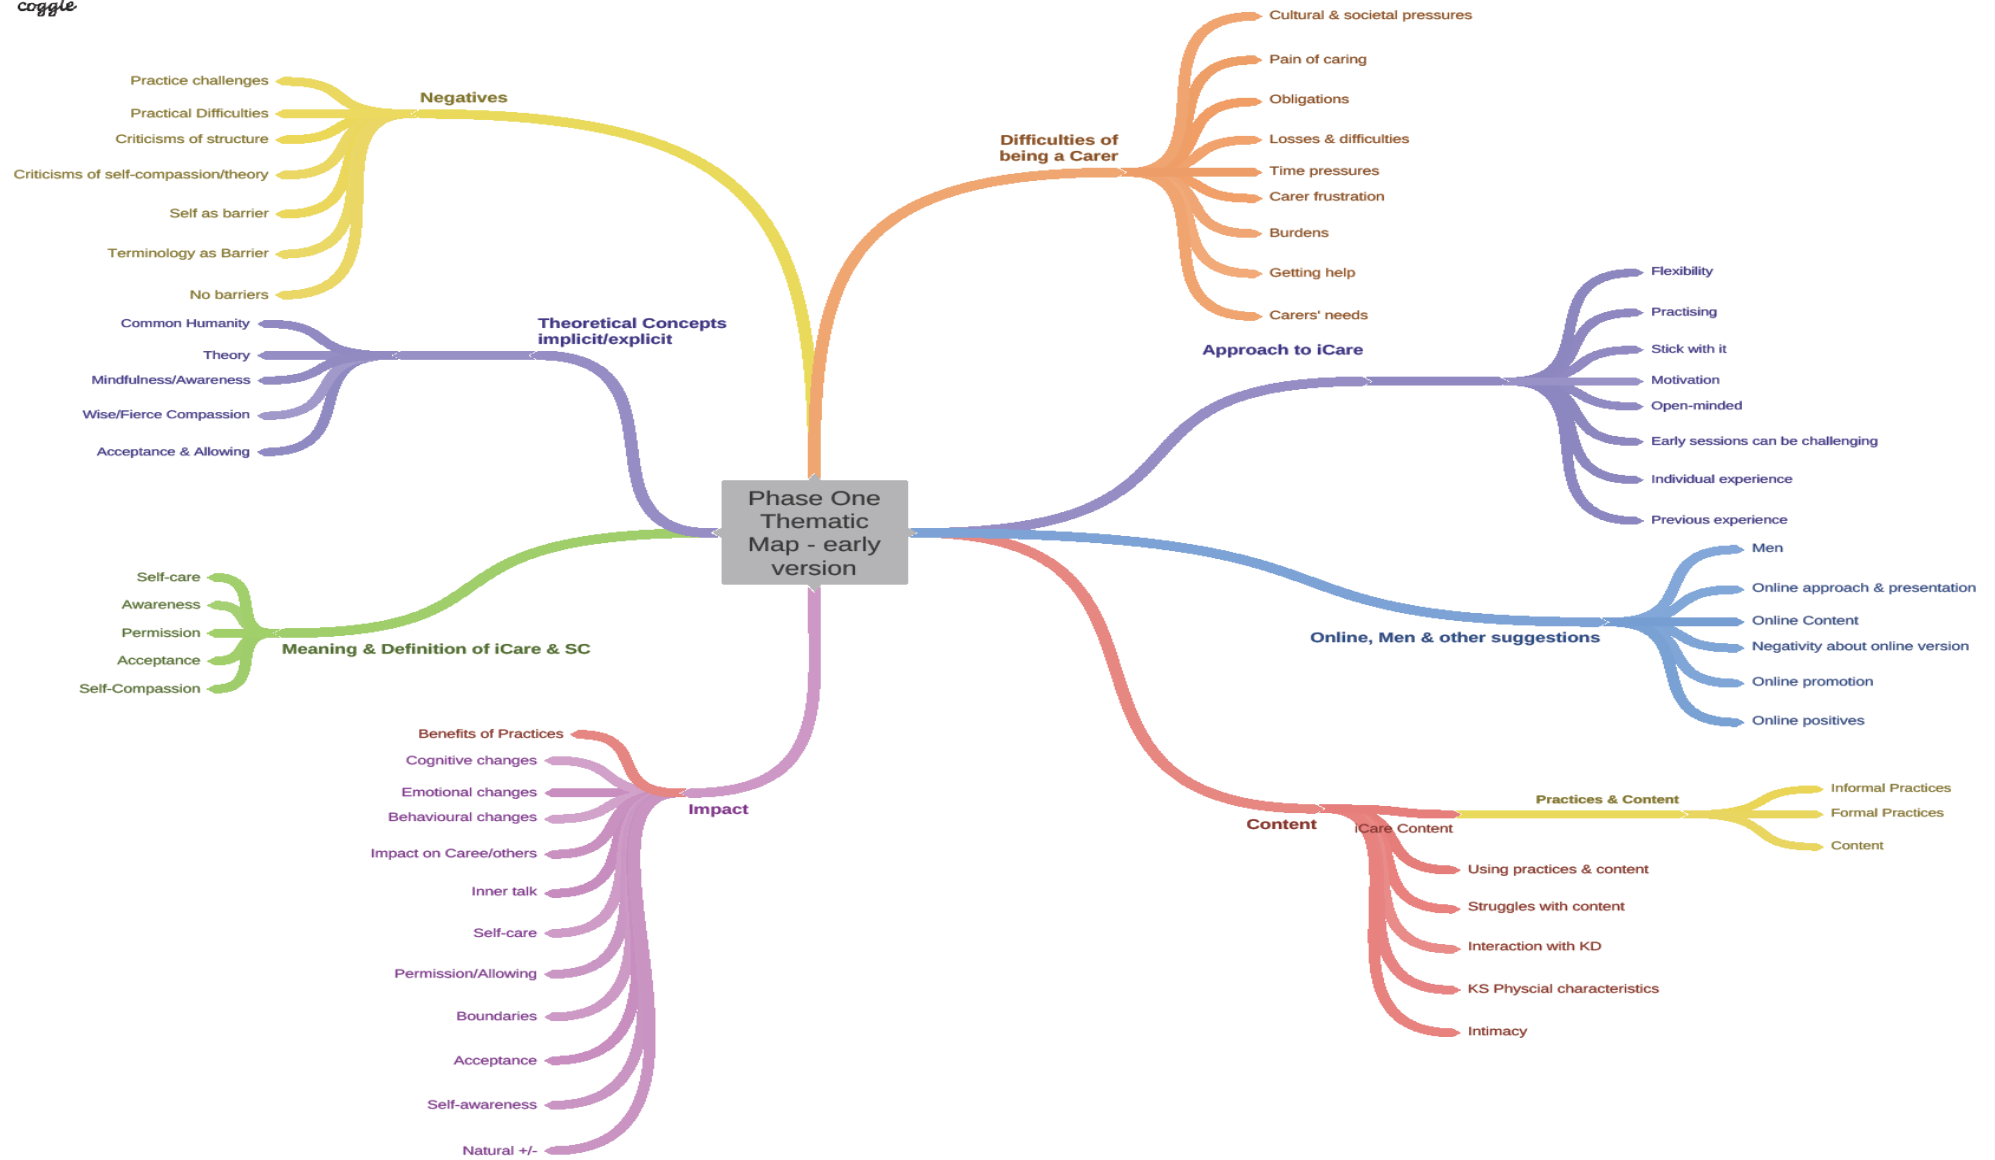 coggle
Negatives
Practice challenges
Practical Difficulties
Criticisms of structure
Criticisms of self-compassion/theory
Self as barrier
Terminology as Barrier
No barriers
Theoretical Concepts
implicit/explicit
Common Humanity
Theory
Mindfulness/Awareness
Wise/Fierce Compassion
Acceptance & Allowing
Meaning & Definition of iCare & SC
Self-care
Awareness
Permission
Acceptance
Self-Compassion
Impact
Benefits of Practices
Cognitive changes
Emotional changes
Behavioural changes
Impact on Caree/others
Inner talk
Self-care
Permission/Allowing
Boundaries
Acceptance
Self-awareness
Natural +/-
Phase One
Thematic
Map - early
version
Difficulties of
being a Carer
Cultural & societal pressures
Pain of caring
Obligations
Losses & difficulties
Time pressures
Carer frustration
Burdens
Getting help
Carers' needs
Approach to iCare
Flexibility
Practising
Stick with it
Motivation
Open-minded
Early sessions can be challenging
Individual experience
Previous experience
Online, Men & other suggestions
Men
Online approach & presentation
Online Content
Negativity about online version
Online promotion
Online positives
Content
iCare Content
Practices & Content
Informal Practices
Formal Practices
Content
Using practices & content
Struggles with content
Interaction with KD
KS Physcial characteristics
Intimacy